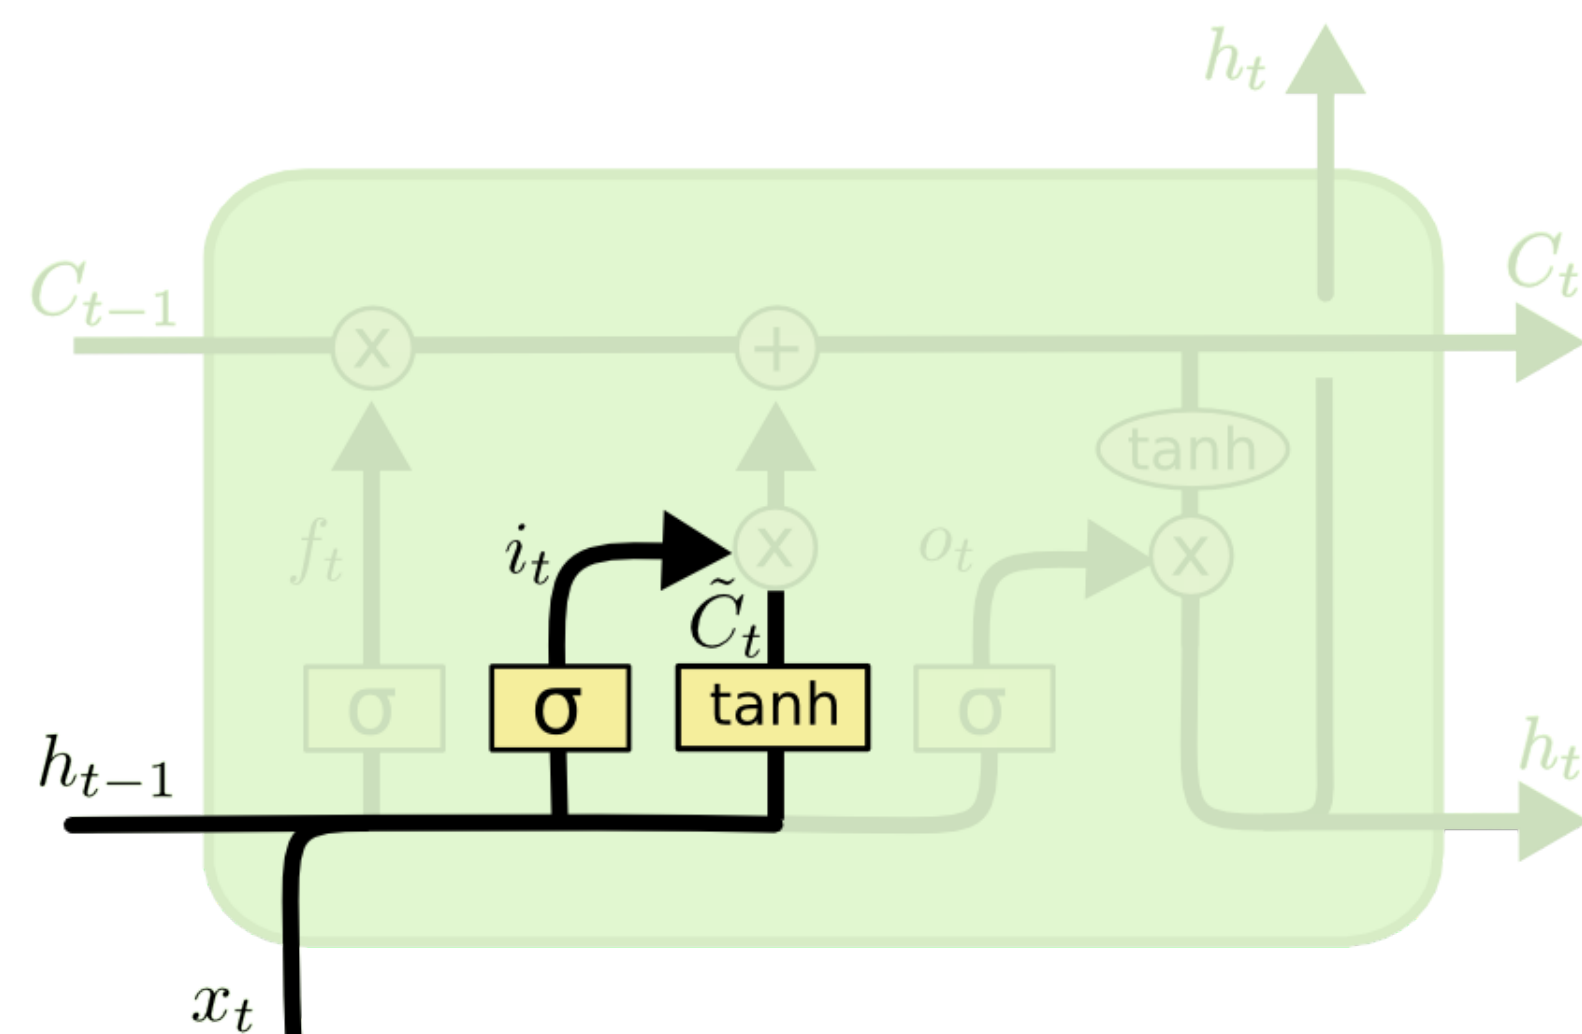 h_t
C_{t-1}
C_t
x
+
tanh
f_t
i_t
x
o_t
x
C̃_t
σ
σ
tanh
σ
h_{t-1}
h_t
x_t